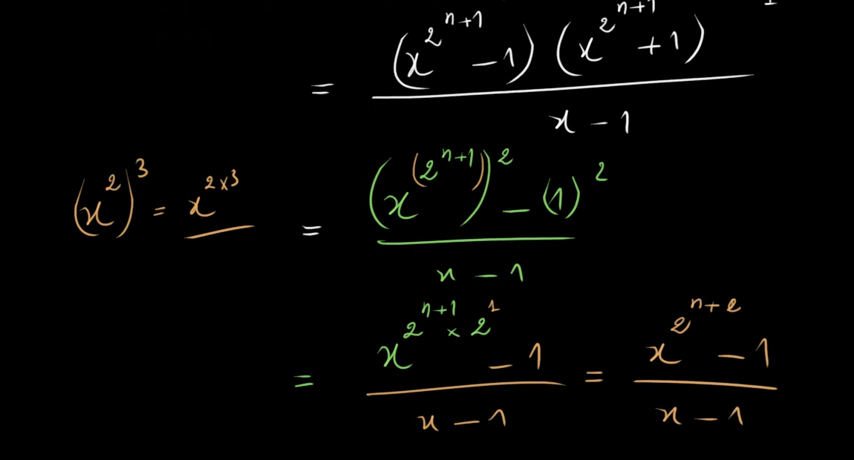 = (x^{2^{n+1}} - 1) (x^{2^{n+1}} + 1) / x - 1
(x^2)^3 = x^{2×3}
= (x^{(2^{n+1})})^2 - (1)^2 / x - 1
= x^{2^{n+1} × 2^1} - 1 / x - 1 = x^{2^{n+2}} - 1 / x - 1